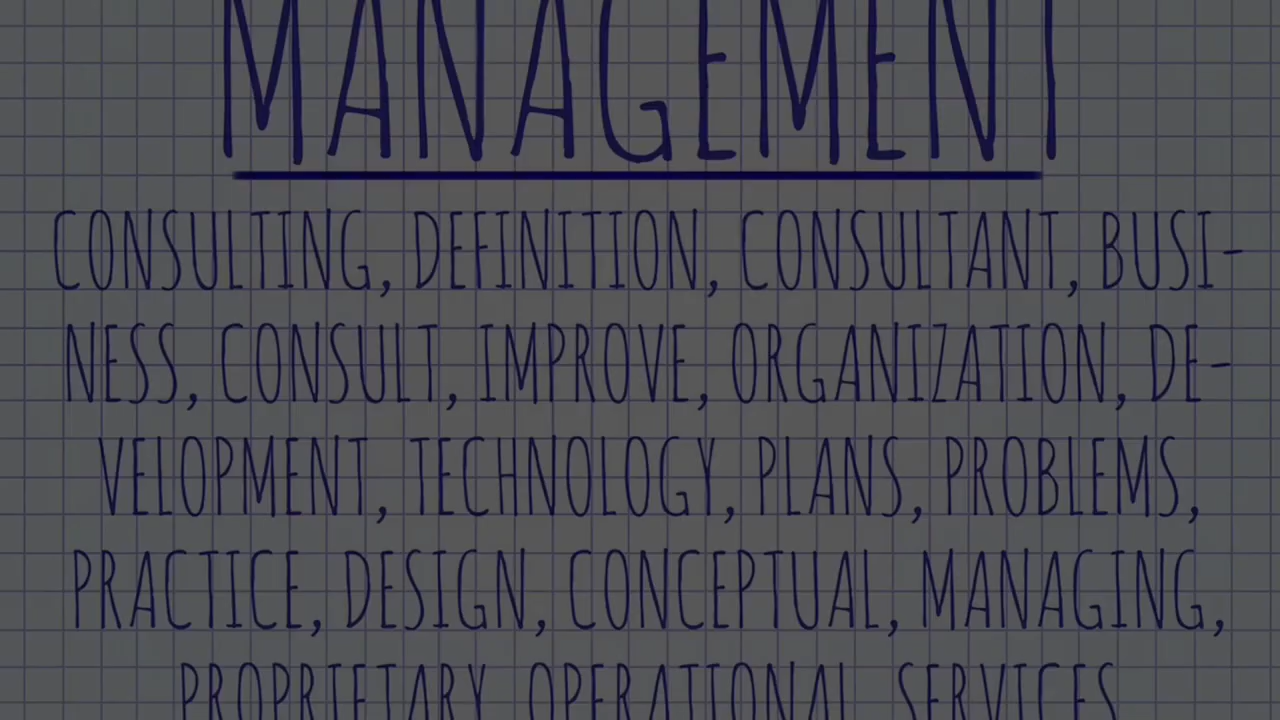 MANAGEMENT
CONSULTING, DEFINITION, CONSULTANT, BUSI-
NESS, CONSULT, IMPROVE, ORGANIZATION, DE-
VELOPMENT, TECHNOLOGY, PLANS, PROBLEMS,
PRACTICE, DESIGN, CONCEPTUAL, MANAGING,
PROPRIETARY, OPERATIONAL, SERVICES